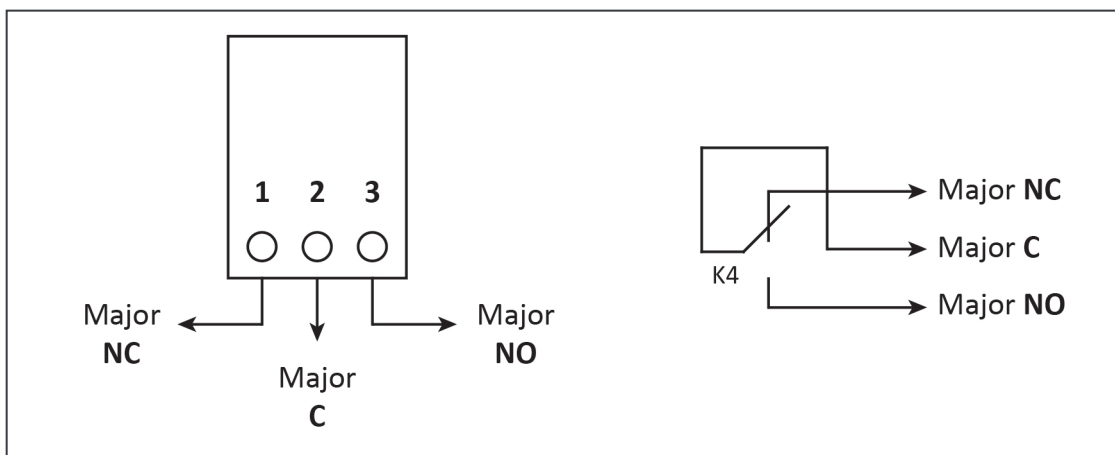 1 2 3
Major
NC
Major
C
Major
NO
K4
Major NC
Major C
Major NO